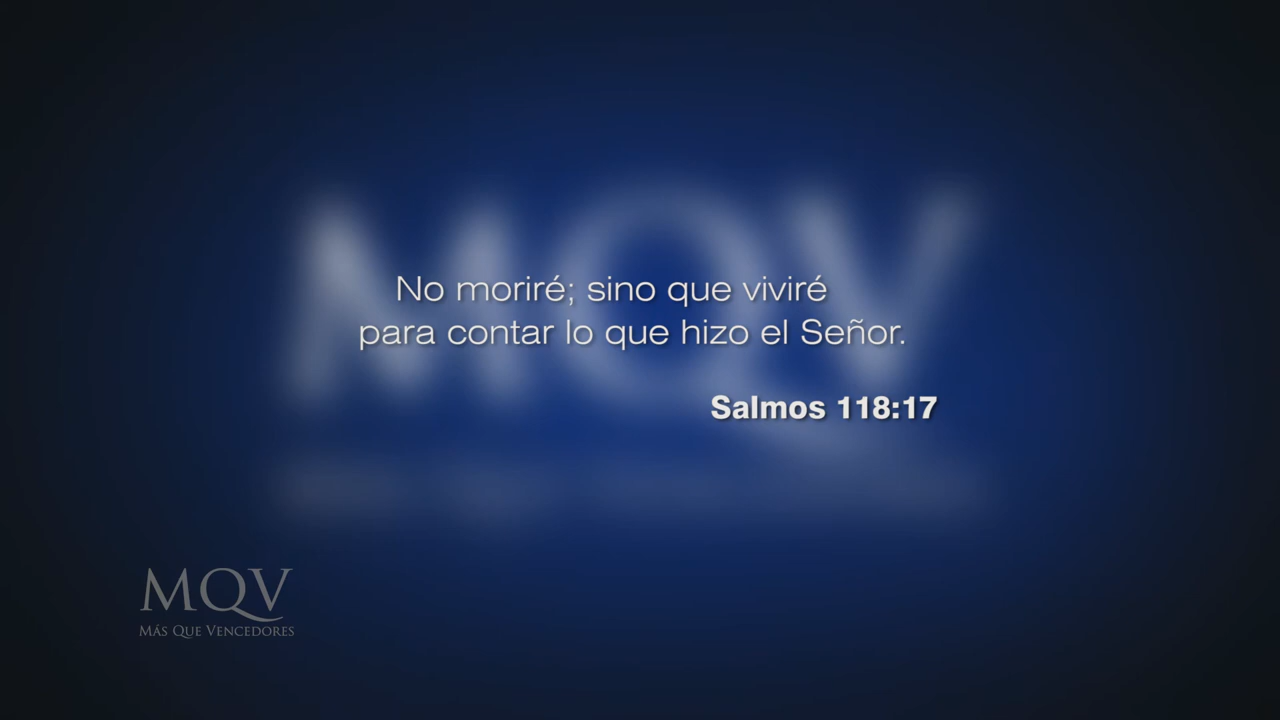 No moriré; sino que viviré
para contar lo que hizo el Señor.
Salmos 118:17
MQV
MÁS QUE VENCEDORES